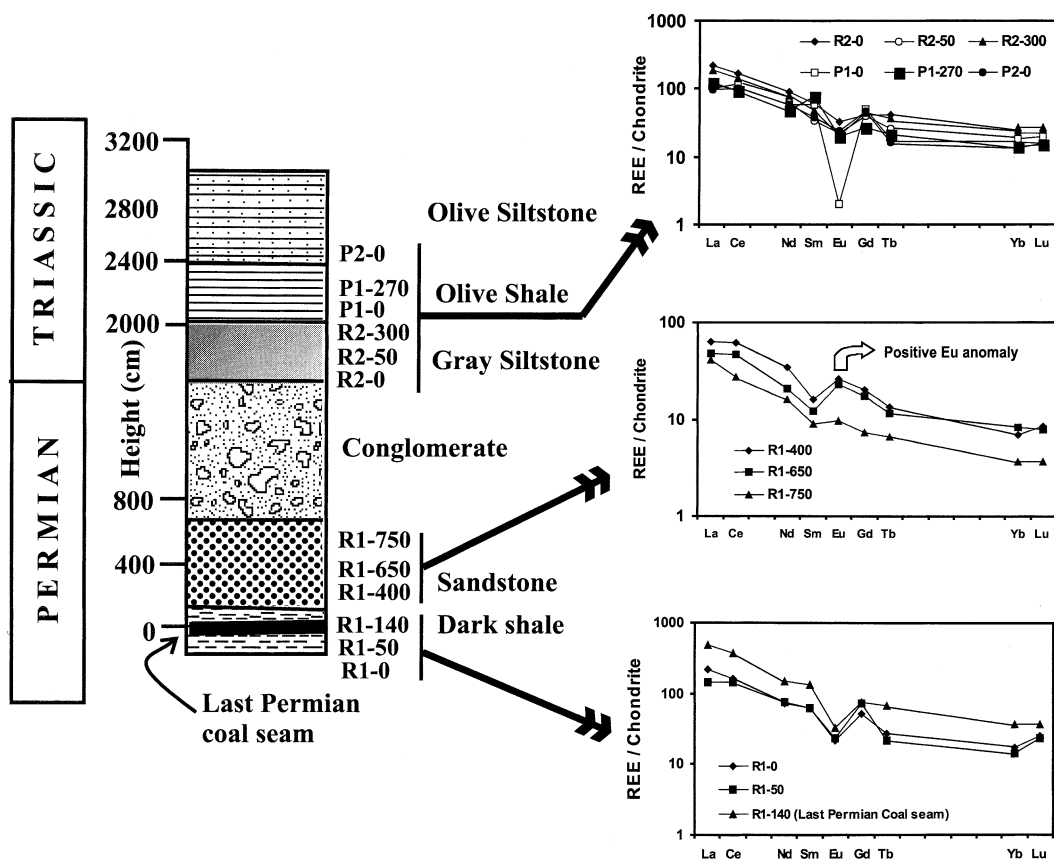 TRIASSIC
PERMIAN
Height (cm)
3200
2800
2400
2000
800
400
0
Olive Siltstone
P2-0
P1-270
Olive Shale
P1-0
R2-300
R2-50
Gray Siltstone
R2-0
Conglomerate
R1-750
R1-650
Sandstone
R1-400
R1-140
Dark shale
R1-50
R1-0
Last Permian
coal seam
REE / Chondrite
1000
100
10
1
R2-0 R2-50 R2-300
P1-0 P1-270 P2-0
La Ce Nd Sm Eu Gd Tb Yb Lu
REE / Chondrite
100
10
1
Positive Eu anomaly
R1-400
R1-650
R1-750
La Ce Nd Sm Eu Gd Tb Yb Lu
REE / Chondrite
1000
100
10
1
R1-0
R1-50
R1-140 (Last Permian Coal seam)
La Ce Nd Sm Eu Gd Tb Yb Lu